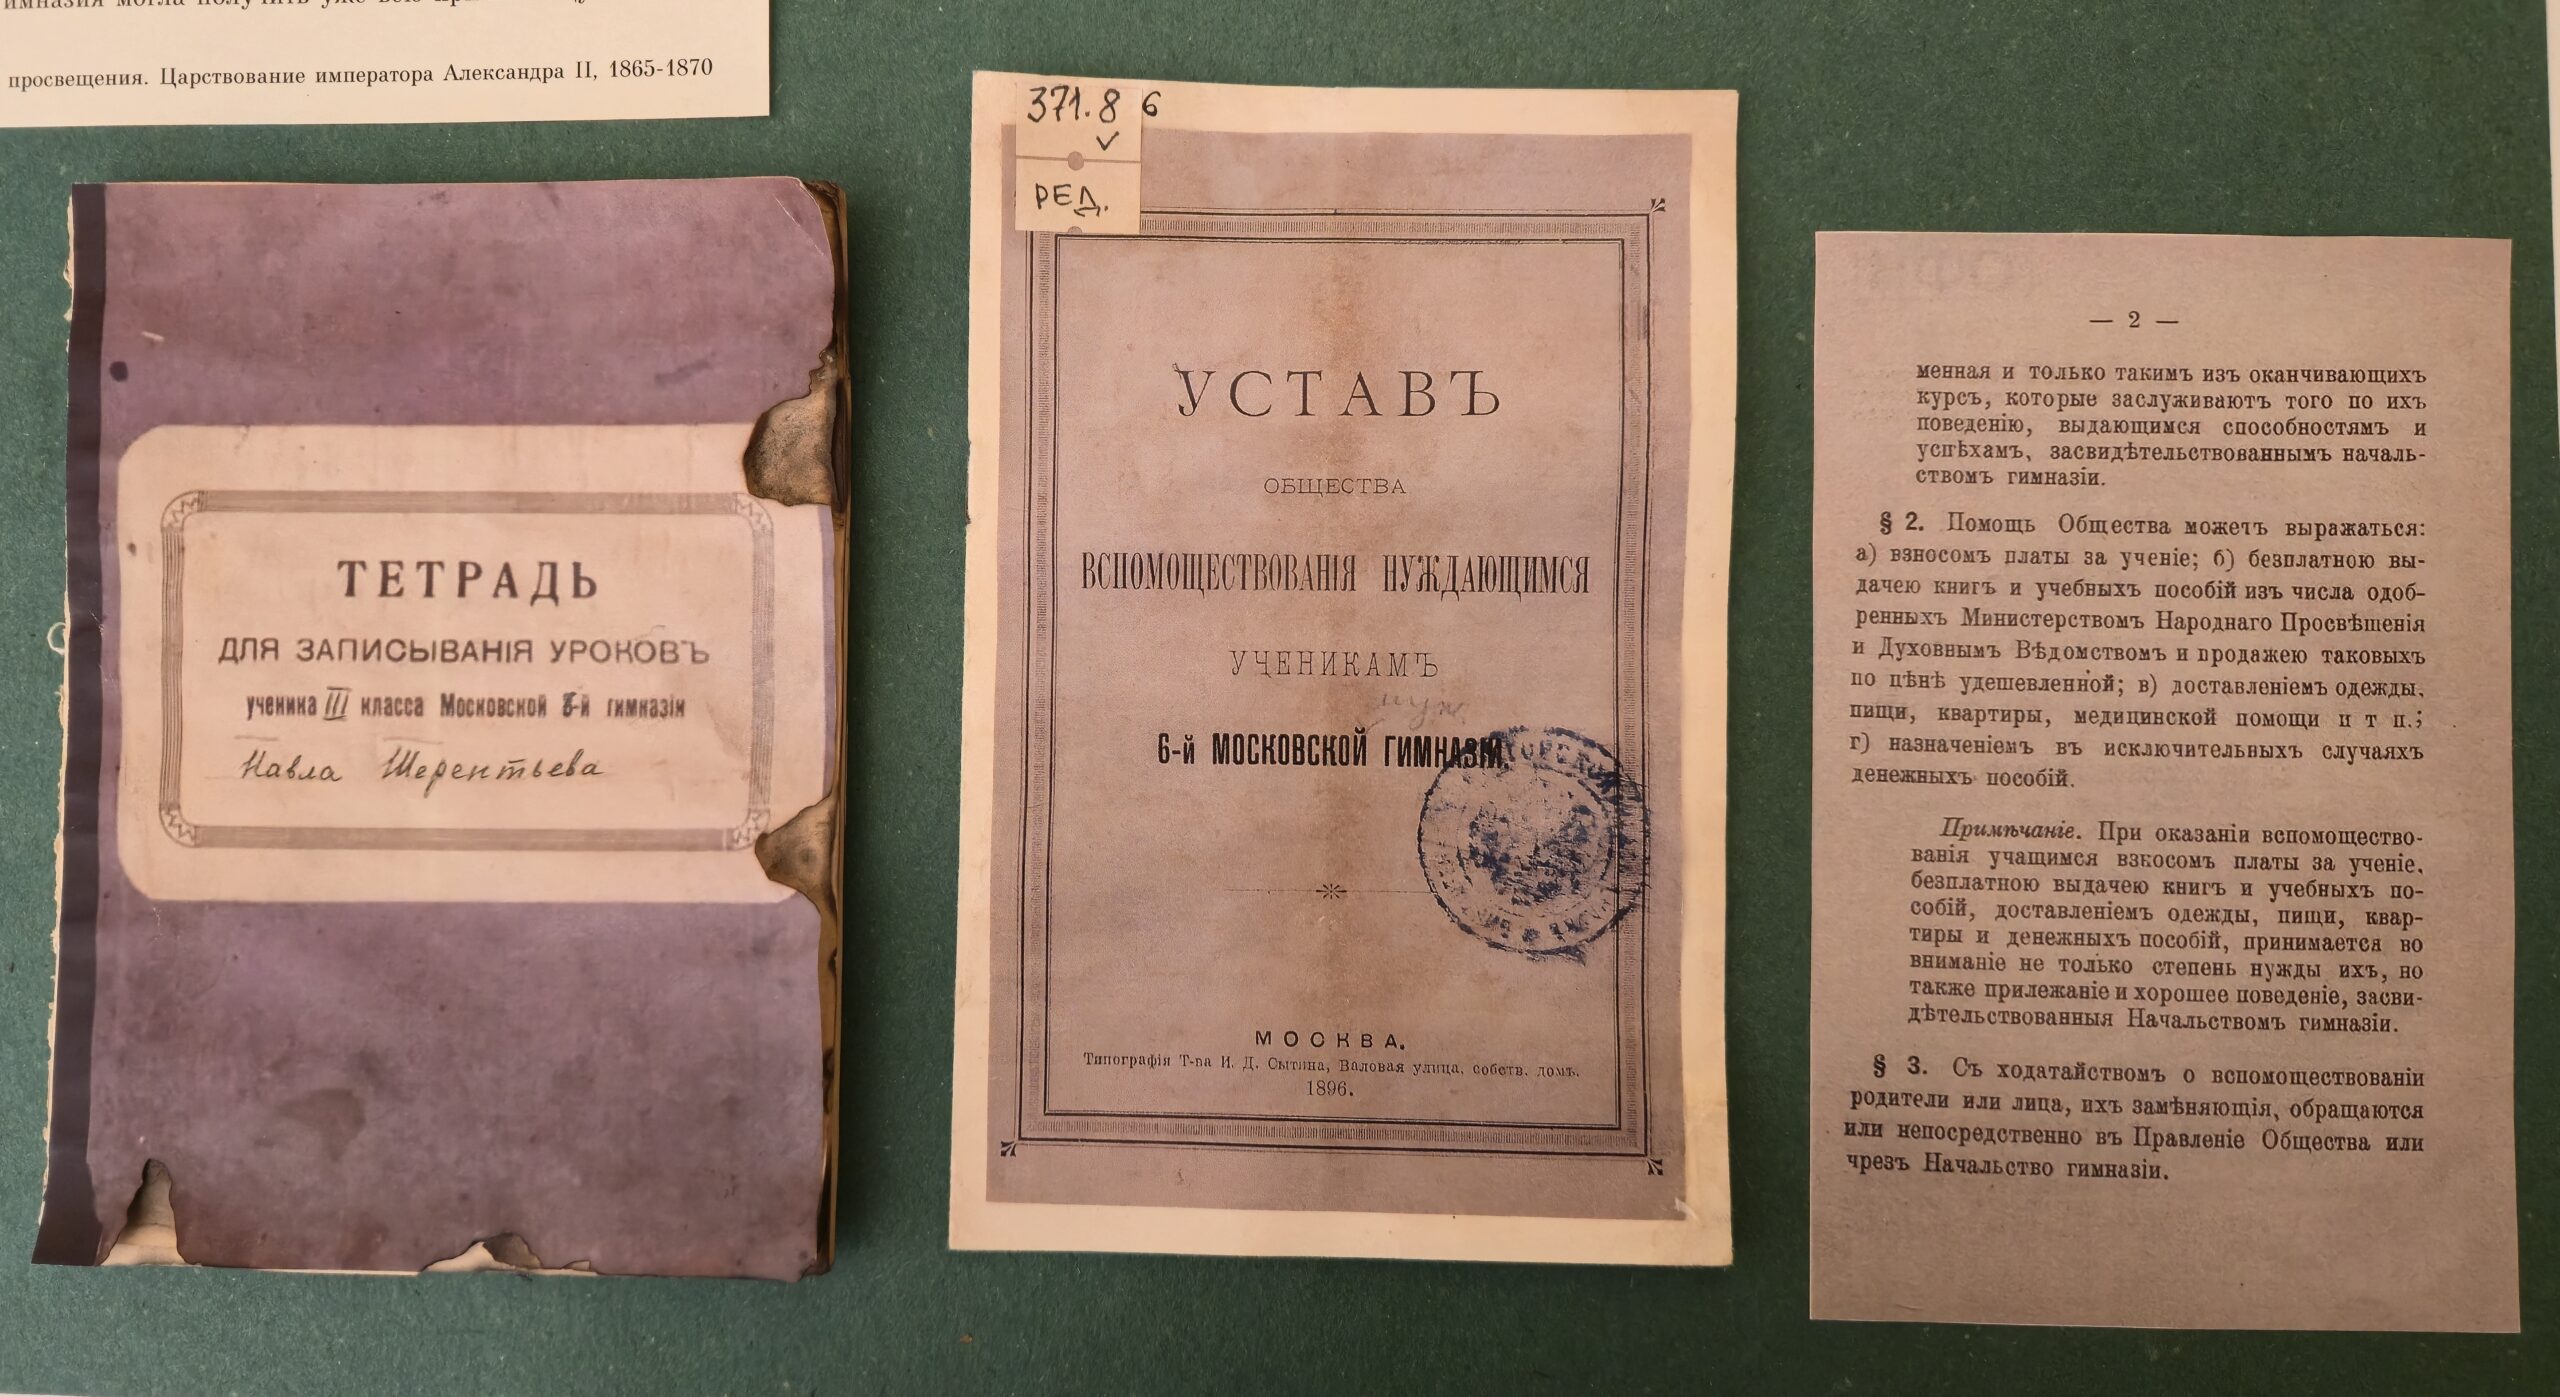 просвещения. Царствование императора Александра II, 1865-1870
ТЕТРАДЬ
ДЛЯ ЗАПИСЫВАНІЯ УРОКОВЪ
ученика III класса Московской 6-й гимназіи
Павла Шерентьева
371.8 6
РЕД.
УСТАВЪ
ОБЩЕСТВА
ВСПОМОЩЕСТВОВАНІЯ НУЖДАЮЩИМСЯ
УЧЕНИКАМЪ
муж.
6-й МОСКОВСКОЙ ГИМНАЗІИ.
МОСКВА.
Типографія Т-ва И. Д. Сытина, Валовая улица, собств. домъ.
1896.
— 2 —
менная и только такимъ изъ оканчивающихъ
курсъ, которые заслуживаютъ того по ихъ
поведенію, выдающимся способностямъ и
успѣхамъ, засвидѣтельствованнымъ началь-
ствомъ гимназіи.
§ 2. Помощь Общества можетъ выражаться:
а) взносомъ платы за ученіе; б) безплатною вы-
дачею книгъ и учебныхъ пособій изъ числа одоб-
ренныхъ Министерствомъ Народнаго Просвѣщенія
и Духовнымъ Вѣдомствомъ и продажею таковыхъ
по цѣнѣ удешевленной; в) доставленіемъ одежды,
пищи, квартиры, медицинской помощи и т п.;
г) назначеніемъ въ исключительныхъ случаяхъ
денежныхъ пособій.
Примѣчаніе. При оказаніи вспомощество-
ванія учащимся взносомъ платы за ученіе,
безплатною выдачею книгъ и учебныхъ по-
собій, доставленіемъ одежды, пищи, квар-
тиры и денежныхъ пособій, принимается во
вниманіе не только степень нужды ихъ, но
также прилежаніе и хорошее поведеніе, засви-
дѣтельствованныя Начальствомъ гимназіи.
§ 3. Съ ходатайствомъ о вспомоществованіи
родители или лица, ихъ замѣняющія, обращаются
или непосредственно въ Правленіе Общества или
чрезъ Начальство гимназіи.